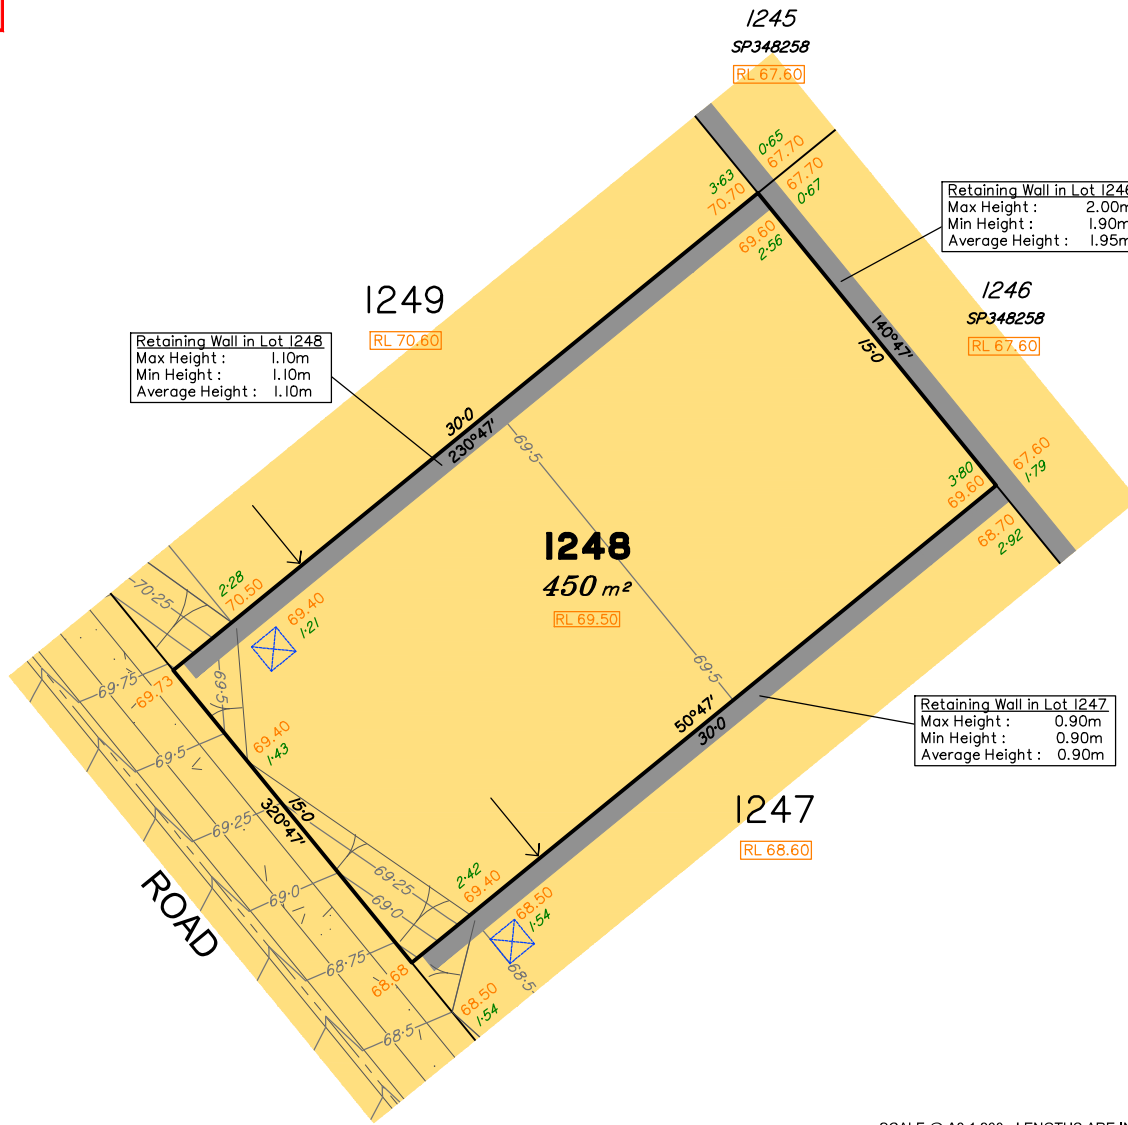 1245
SP348258
RL 67.60
0·65
67.70
3·63
70.70
67.70
0·67
69.60
2·56
Retaining Wall in Lot 1246
Max Height : 2.00m
Min Height : 1.90m
Average Height : 1.95m
1249
RL 70.60
1246
SP348258
RL 67.60
140°47'
15·0
Retaining Wall in Lot 1248
Max Height : 1.10m
Min Height : 1.10m
Average Height : 1.10m
30·0
230°47'
69·5
67.60
1·79
3·80
69.60
68.70
2·92
1248
450 m²
RL 69.50
2·28
70.50
70·25
69.40
1·21
69·5
69·75
69.73
69·5
69.40
1·43
50°47'
30·0
Retaining Wall in Lot 1247
Max Height : 0.90m
Min Height : 0.90m
Average Height : 0.90m
69·5
15·0
320°47'
69·25
1247
RL 68.60
69·25
2·42
69.40
69·0
69·0
68.50
1·54
ROAD
68·75
68.68
68·5
68.50
1·54
68·5